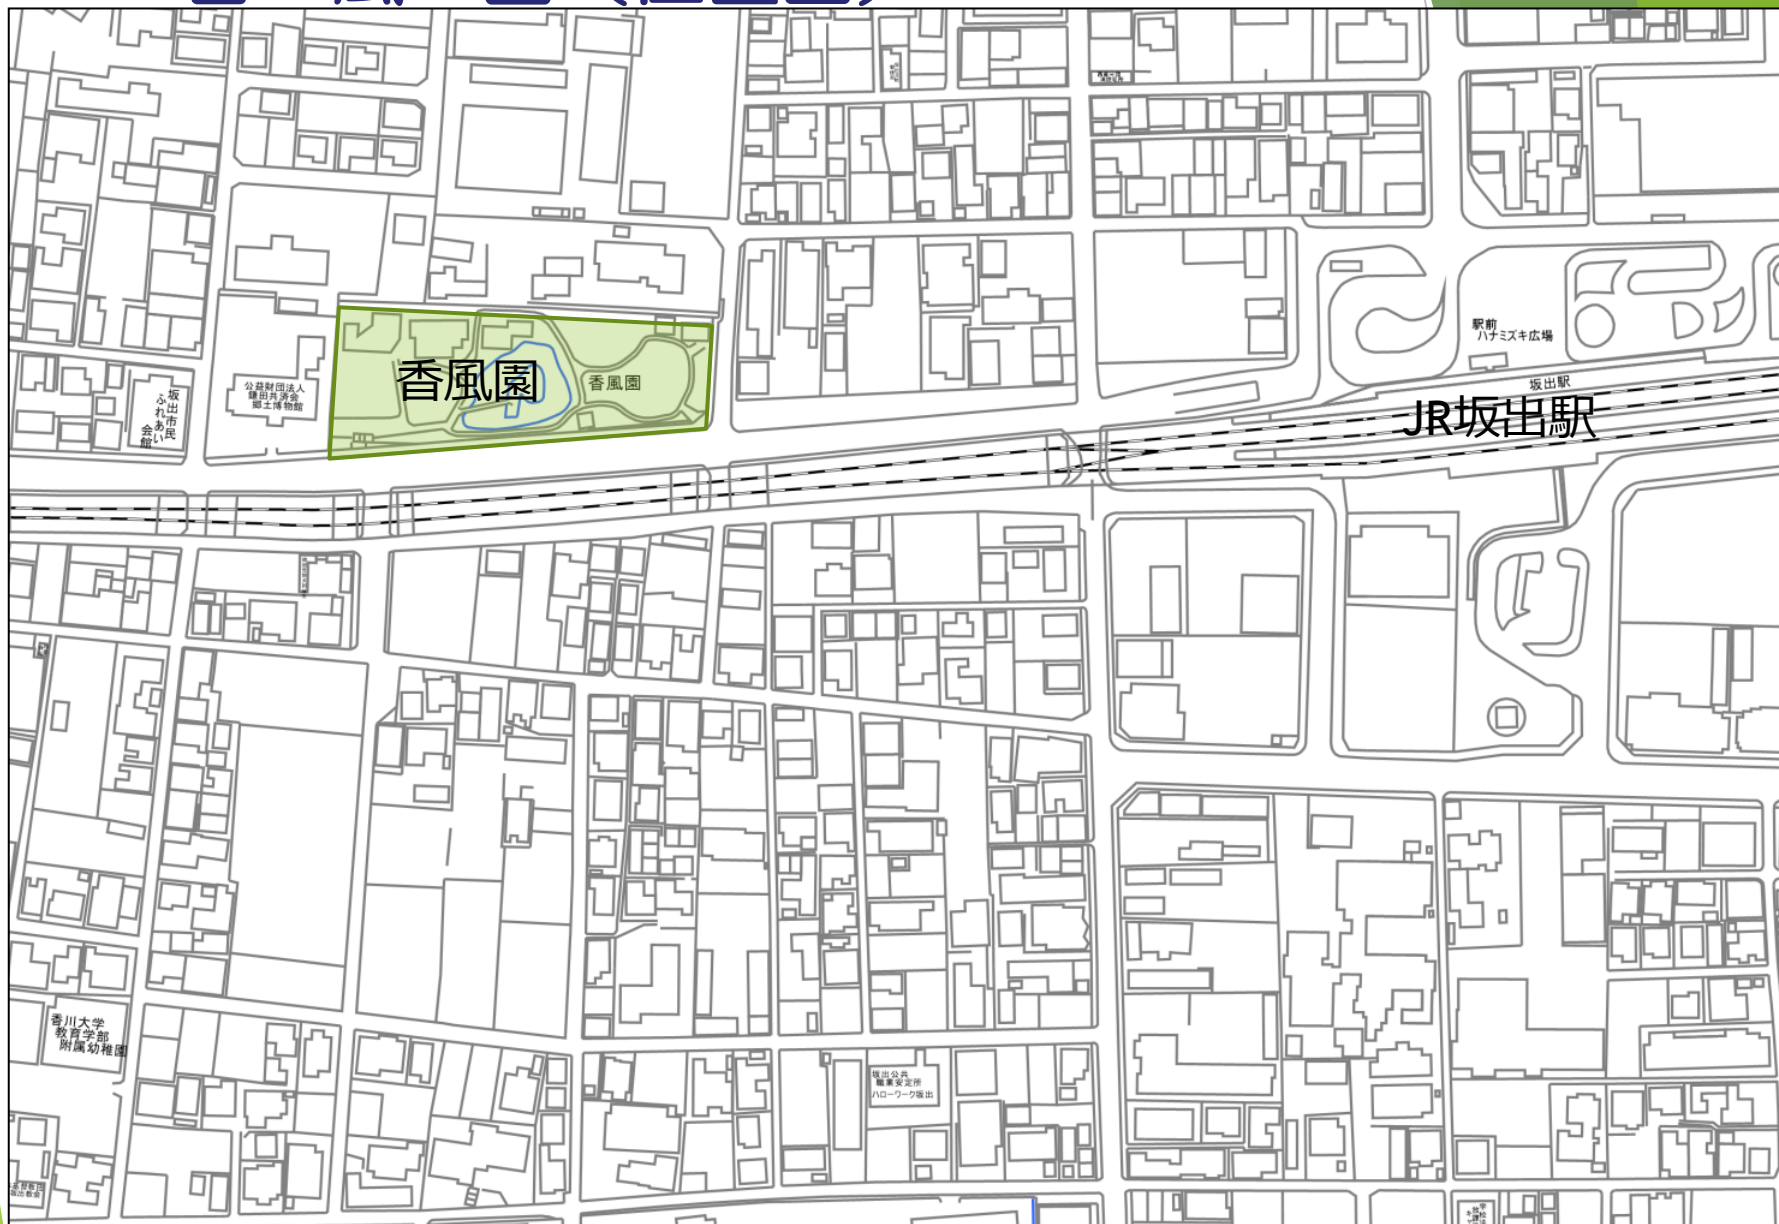 香風園
香風園
公益財団法人
鎌田共済会
郷土博物館
坂出市民
ふれあい
会館
駅前
ハナミズキ広場
坂出駅
JR坂出駅
香川大学
教育学部
附属幼稚園
坂出公共
職業安定所
ハローワーク坂出